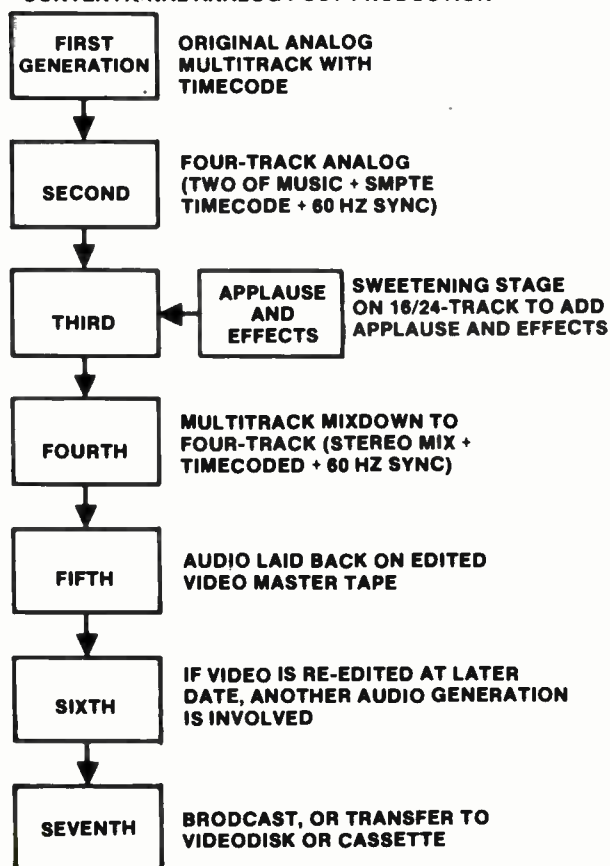 FIRST
GENERATION
ORIGINAL ANALOG
MULTITRACK WITH
TIMECODE
SECOND
FOUR-TRACK ANALOG
(TWO OF MUSIC + SMPTE
TIMECODE + 60 HZ SYNC)
THIRD
APPLAUSE
AND
EFFECTS
SWEETENING STAGE
ON 16/24-TRACK TO ADD
APPLAUSE AND EFFECTS
FOURTH
MULTITRACK MIXDOWN TO
FOUR-TRACK (STEREO MIX +
TIMECODED + 60 HZ SYNC)
FIFTH
AUDIO LAID BACK ON EDITED
VIDEO MASTER TAPE
SIXTH
IF VIDEO IS RE-EDITED AT LATER
DATE, ANOTHER AUDIO GENERATION
IS INVOLVED
SEVENTH
BRODCAST, OR TRANSFER TO
VIDEODISK OR CASSETTE